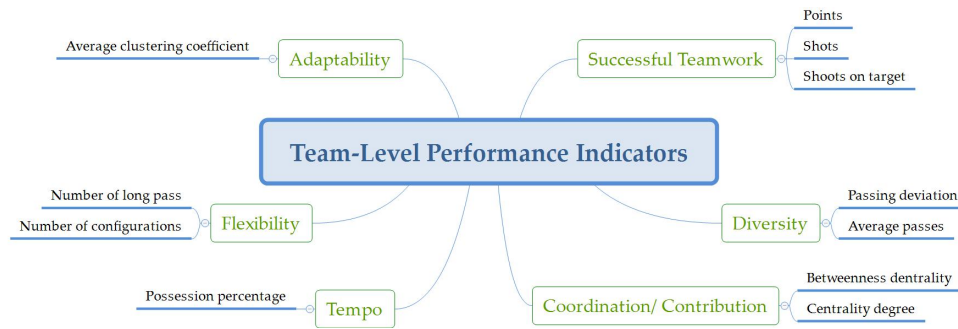 Team-Level Performance Indicators
Adaptability
Average clustering coefficient
Flexibility
Number of long pass
Number of configurations
Tempo
Possession percentage
Successful Teamwork
Points
Shots
Shoots on target
Diversity
Passing deviation
Average passes
Coordination/ Contribution
Betweenness dentrality
Centrality degree